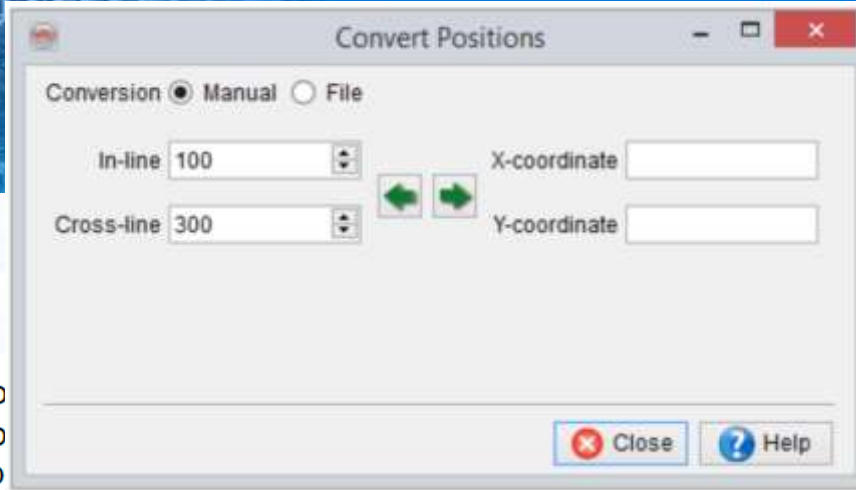 Convert Positions
Conversion Manual File
In-line 100 X-coordinate
Cross-line 300 Y-coordinate
Close Help